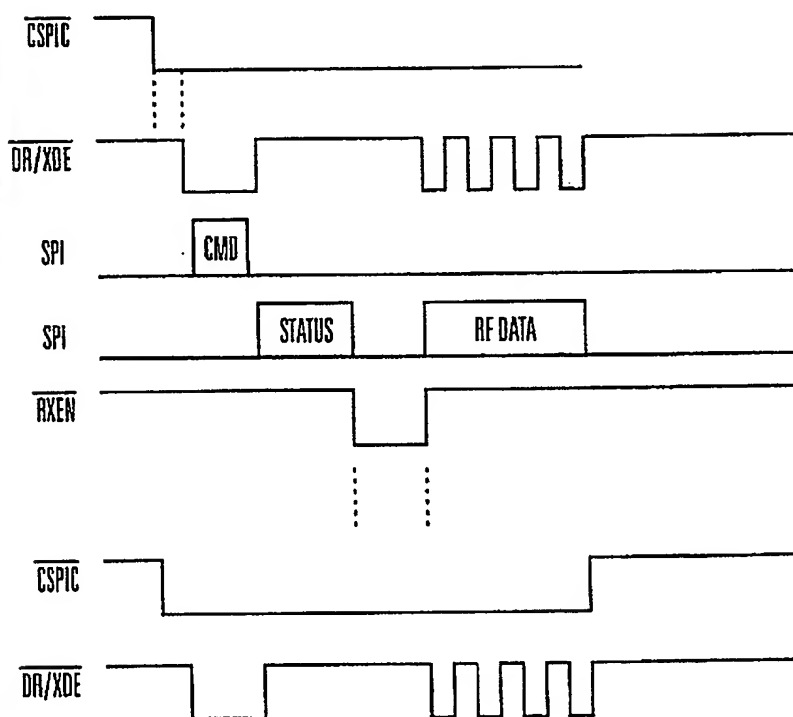 CSPIC
DR/XDE
SPI CMD
SPI STATUS RF DATA
RXEN
CSPIC
DR/XDE